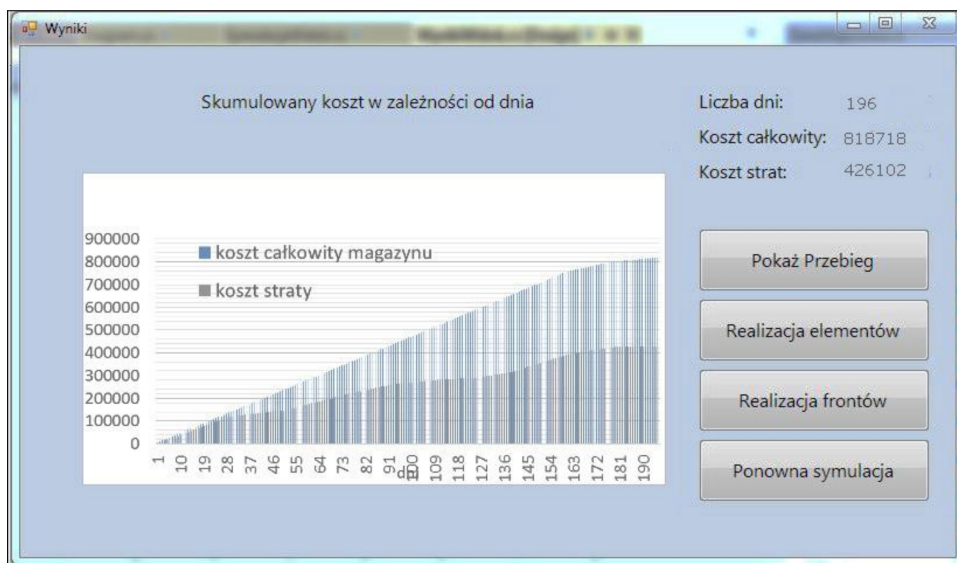 Wyniki
Skumulowany koszt w zależności od dnia
Liczba dni: 196
Koszt całkowity: 818718
Koszt strat: 426102
900000
800000
700000
600000
500000
400000
300000
200000
100000
0
koszt całkowity magazynu
koszt straty
1 10 19 28 37 46 55 64 73 82 91 100 109 118 127 136 145 154 163 172 181 190
dni
Pokaż Przebieg
Realizacja elementów
Realizacja frontów
Ponowna symulacja